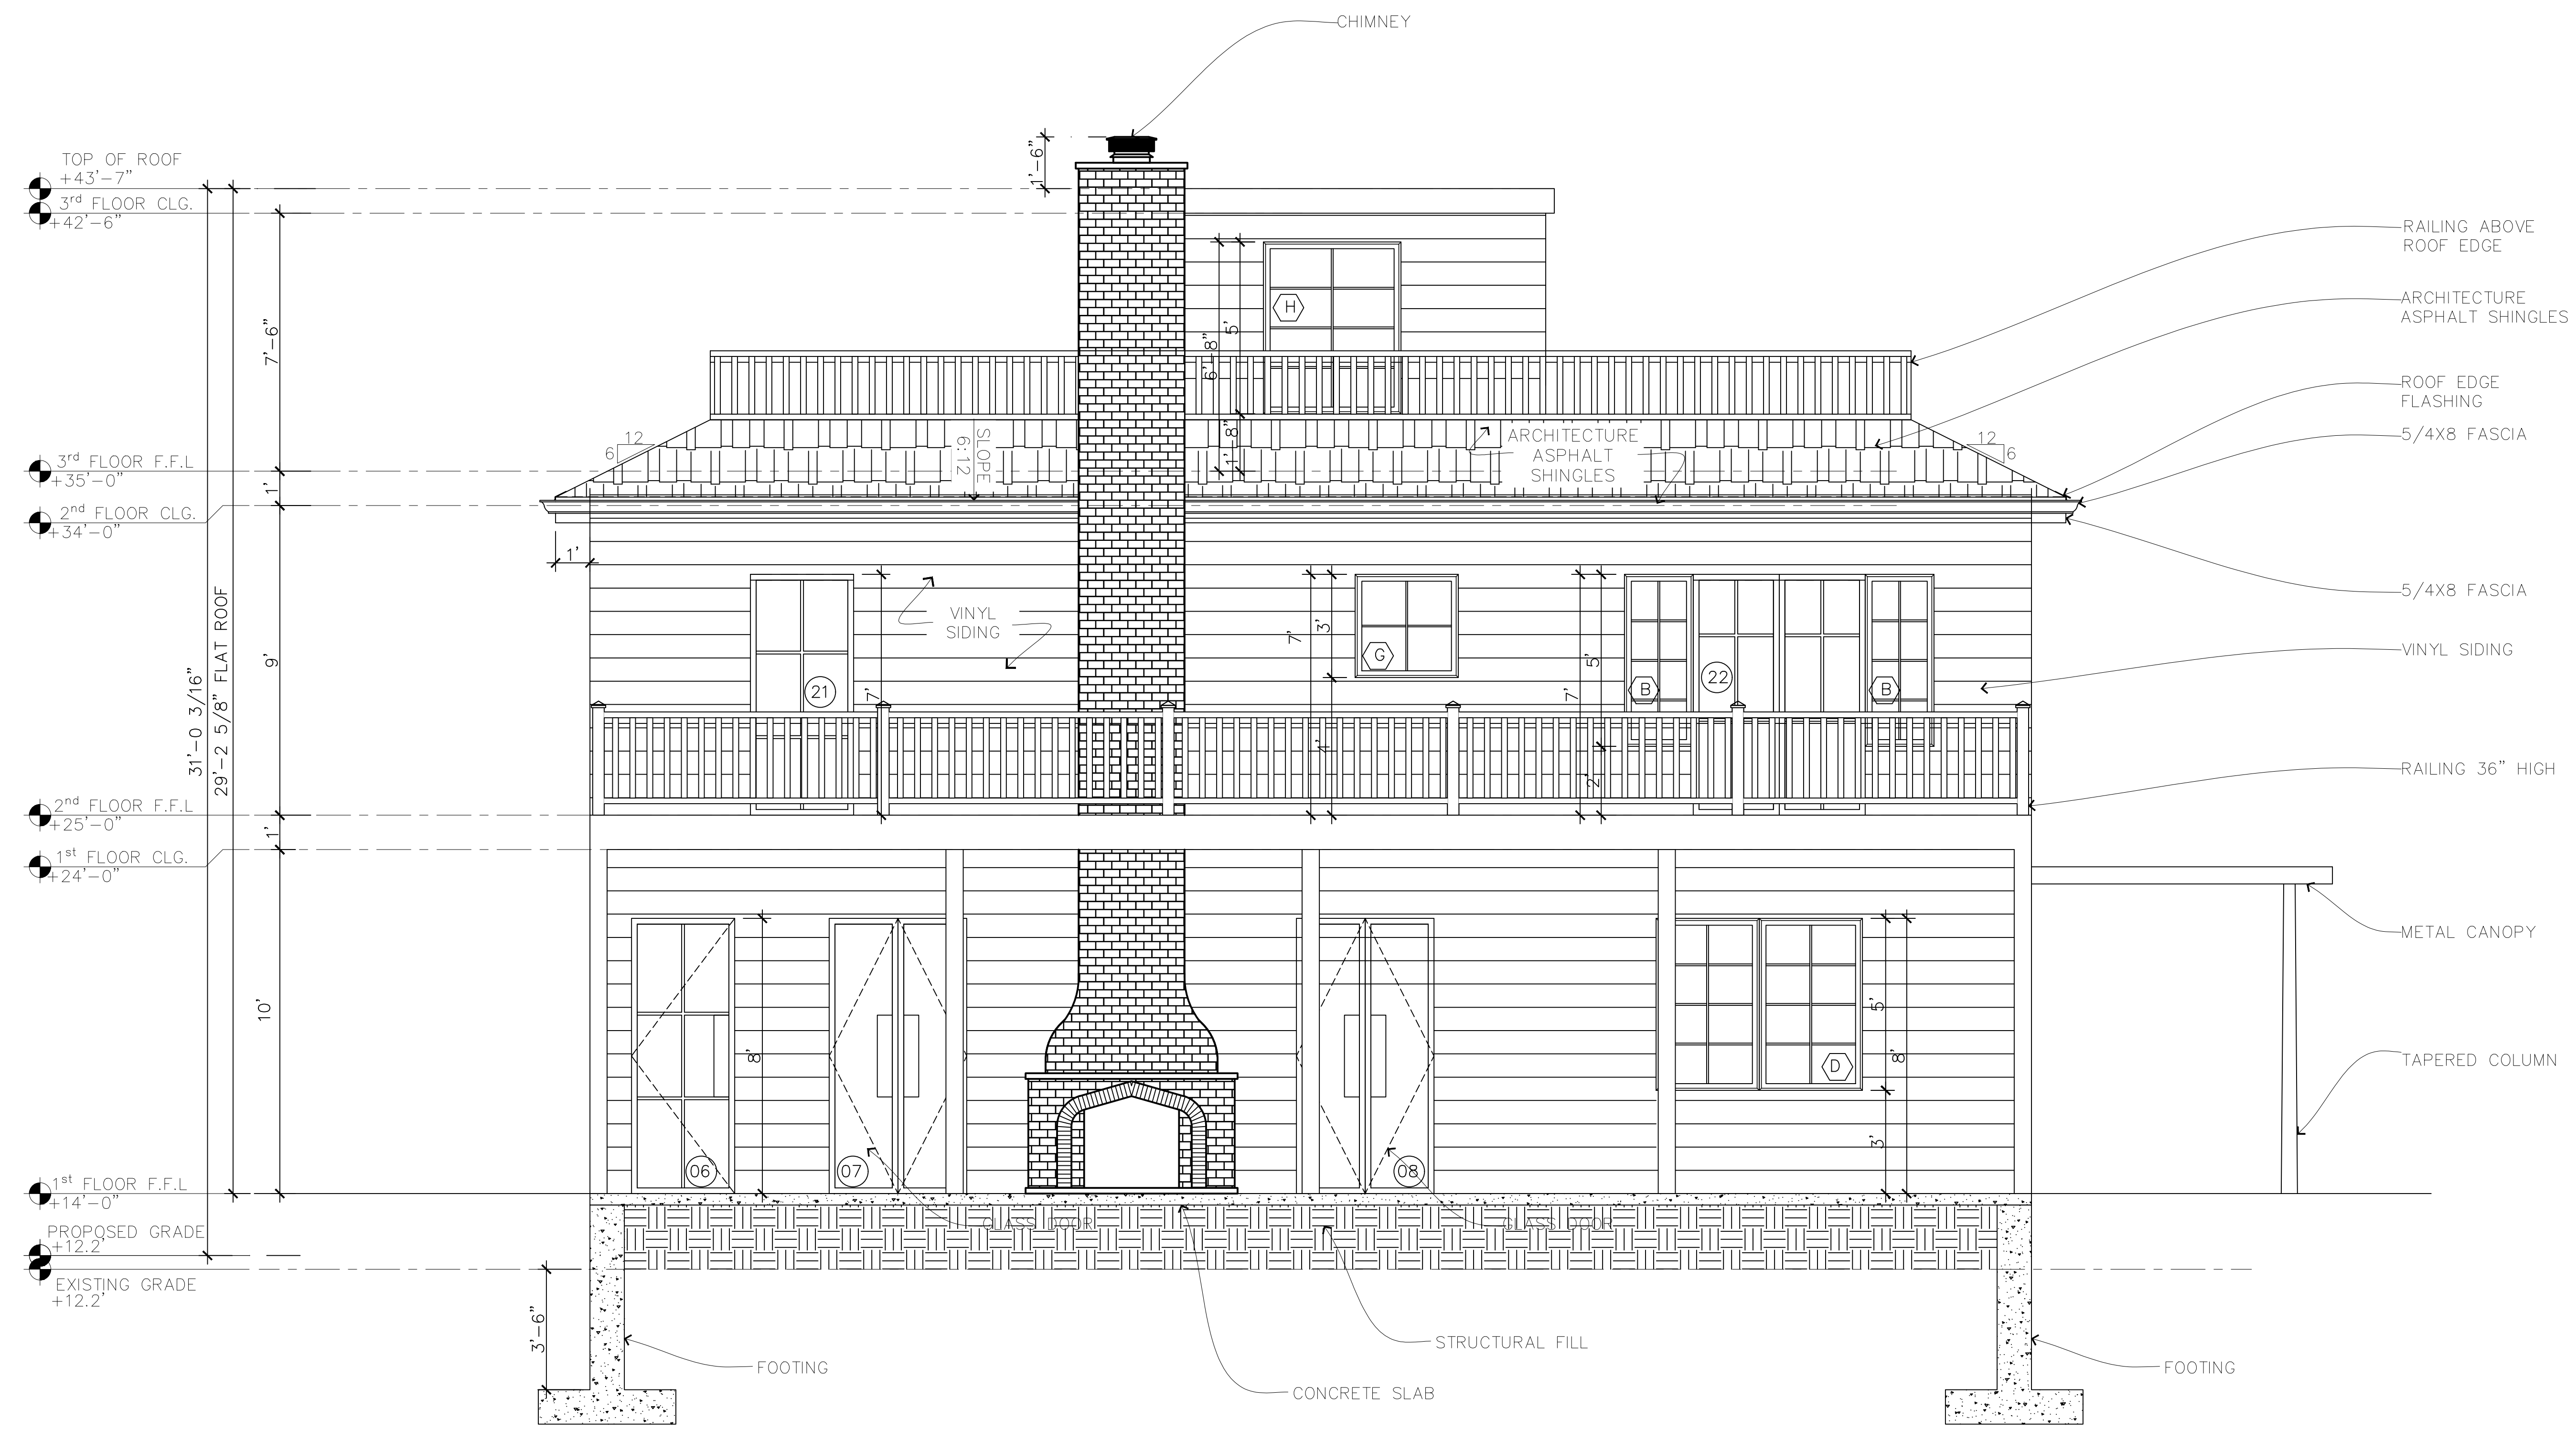 CHIMNEY
TOP OF ROOF
+43'-7"
3rd FLOOR CLG.
+42'-6"
3rd FLOOR F.F.L
+35'-0"
2nd FLOOR CLG.
+34'-0"
2nd FLOOR F.F.L
+25'-0"
1st FLOOR CLG.
+24'-0"
1st FLOOR F.F.L
+14'-0"
PROPOSED GRADE
+12.2'
EXISTING GRADE
+12.2'
31'-0 3/16"
29'-2 5/8" FLAT ROOF
7'-6"
1'
9'
1'
10'
3'-6"
1'-6"
H
5'
6'-8"
1'-8"
12
6
SLOPE
6:12
ARCHITECTURE
ASPHALT
SHINGLES
12
6
1'
VINYL
SIDING
21
7'
7'
3'
4'
G
7'
5'
2'
B
22
B
06
8'
07
08
D
5'
3'
8'
GLASS DOOR
GLASS DOOR
RAILING ABOVE
ROOF EDGE
ARCHITECTURE
ASPHALT SHINGLES
ROOF EDGE
FLASHING
5/4X8 FASCIA
5/4X8 FASCIA
VINYL SIDING
RAILING 36" HIGH
METAL CANOPY
TAPERED COLUMN
STRUCTURAL FILL
FOOTING
CONCRETE SLAB
FOOTING